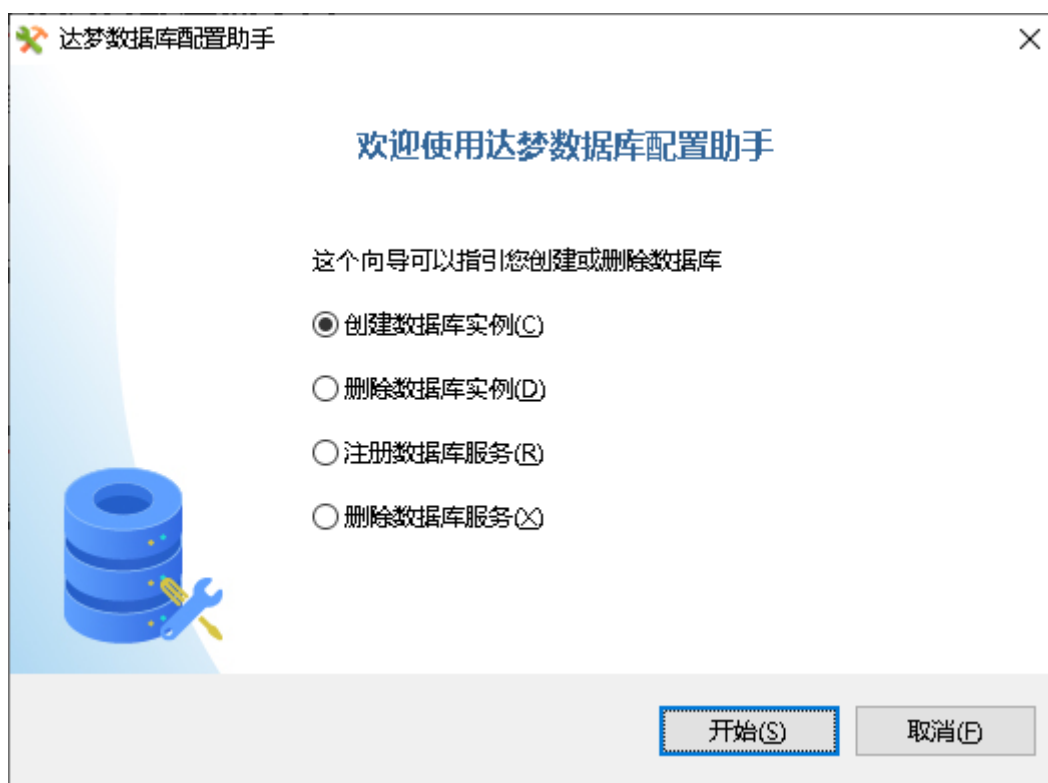 达梦数据库配置助手
欢迎使用达梦数据库配置助手
这个向导可以指引您创建或删除数据库
创建数据库实例(C)
删除数据库实例(D)
注册数据库服务(R)
删除数据库服务(X)
开始(S)
取消(F)